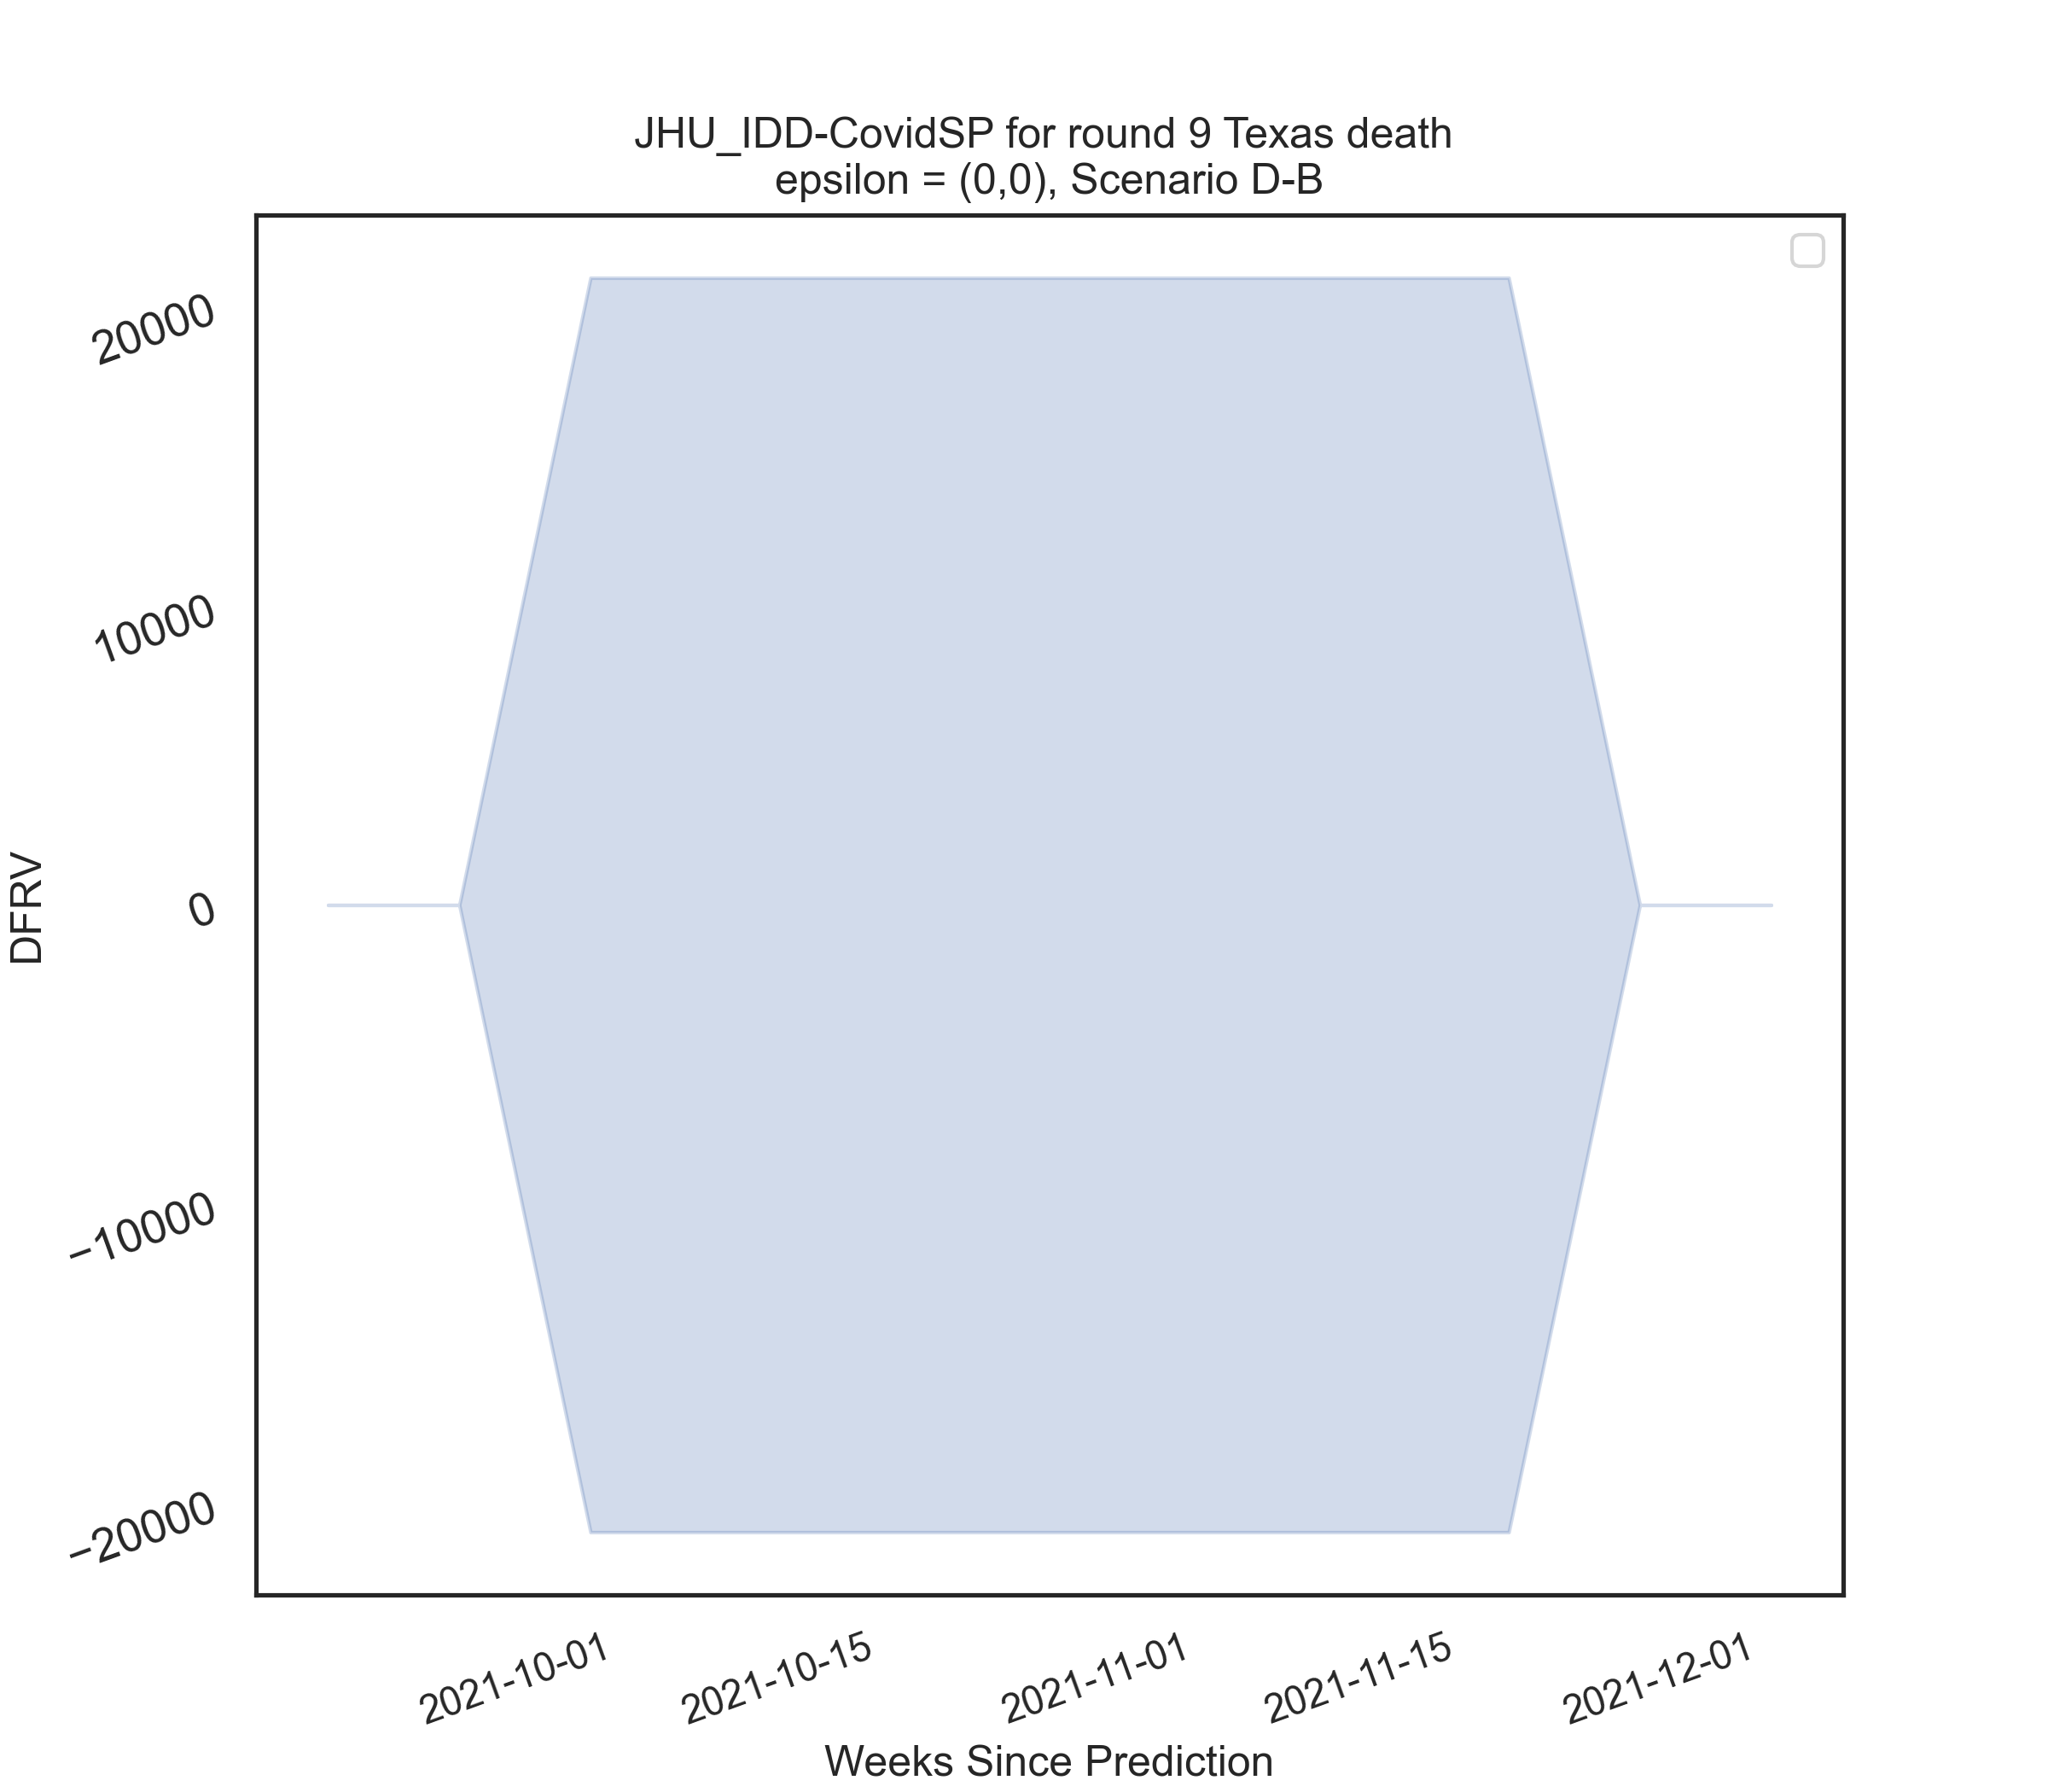 JHU_IDD-CovidSP for round 9 Texas death
epsilon = (0,0), Scenario D-B
20000
10000
0
−10000
−20000
DFRV
2021-10-01
2021-10-15
2021-11-01
2021-11-15
2021-12-01
Weeks Since Prediction